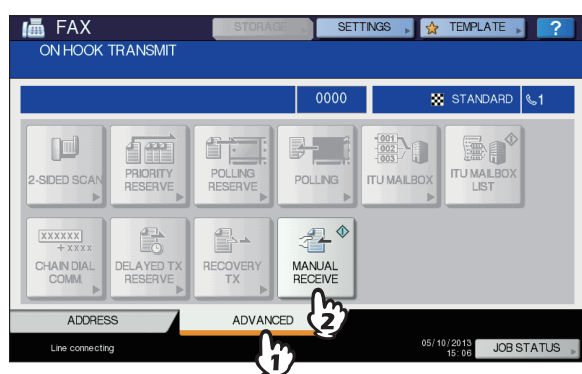 FAX
STORAGE
SETTINGS
TEMPLATE
?
ON HOOK TRANSMIT
0000
STANDARD
1
2-SIDED SCAN
PRIORITY
RESERVE
POLLING
RESERVE
POLLING
001
002
003
ITU MAILBOX
ITU MAILBOX
LIST
XXXXXX
+ XXXX
CHAIN DIAL
COMM.
DELAYED TX
RESERVE
RECOVERY
TX
MANUAL
RECEIVE
2
ADDRESS
ADVANCED
1
Line connecting
05/10/2013
15:06
JOB STATUS